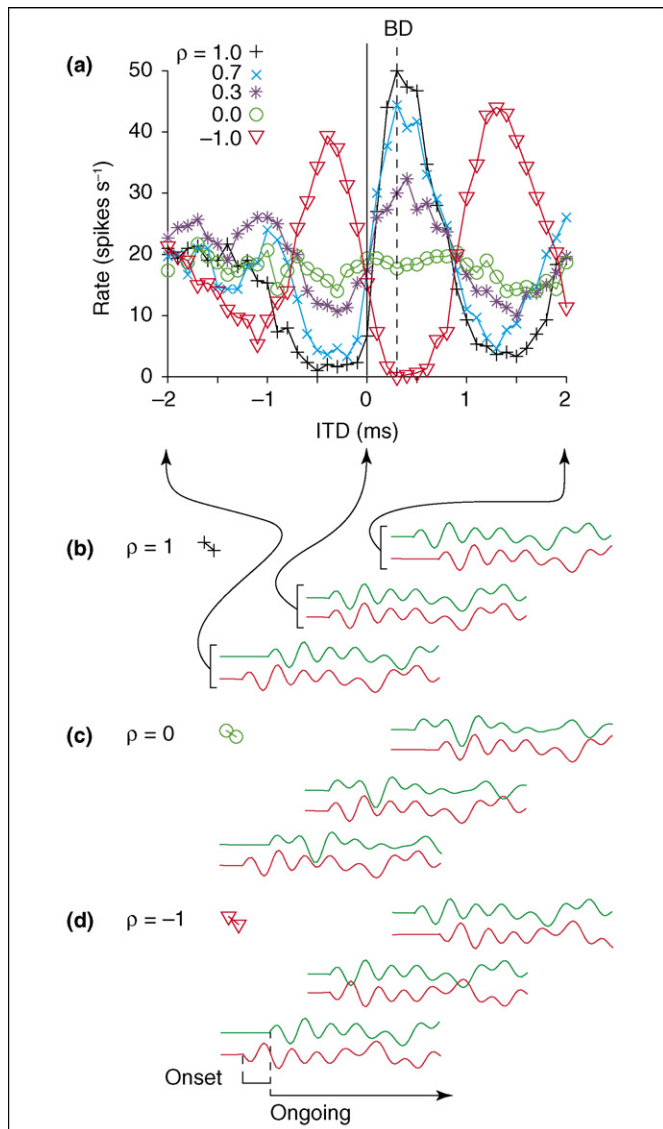 BD
(a)
ρ = 1.0
0.7
0.3
0.0
−1.0
50
40
30
20
10
0
Rate (spikes s⁻¹)
−2 −1 0 1 2
ITD (ms)
(b) ρ = 1
(c) ρ = 0
(d) ρ = −1
Onset
Ongoing